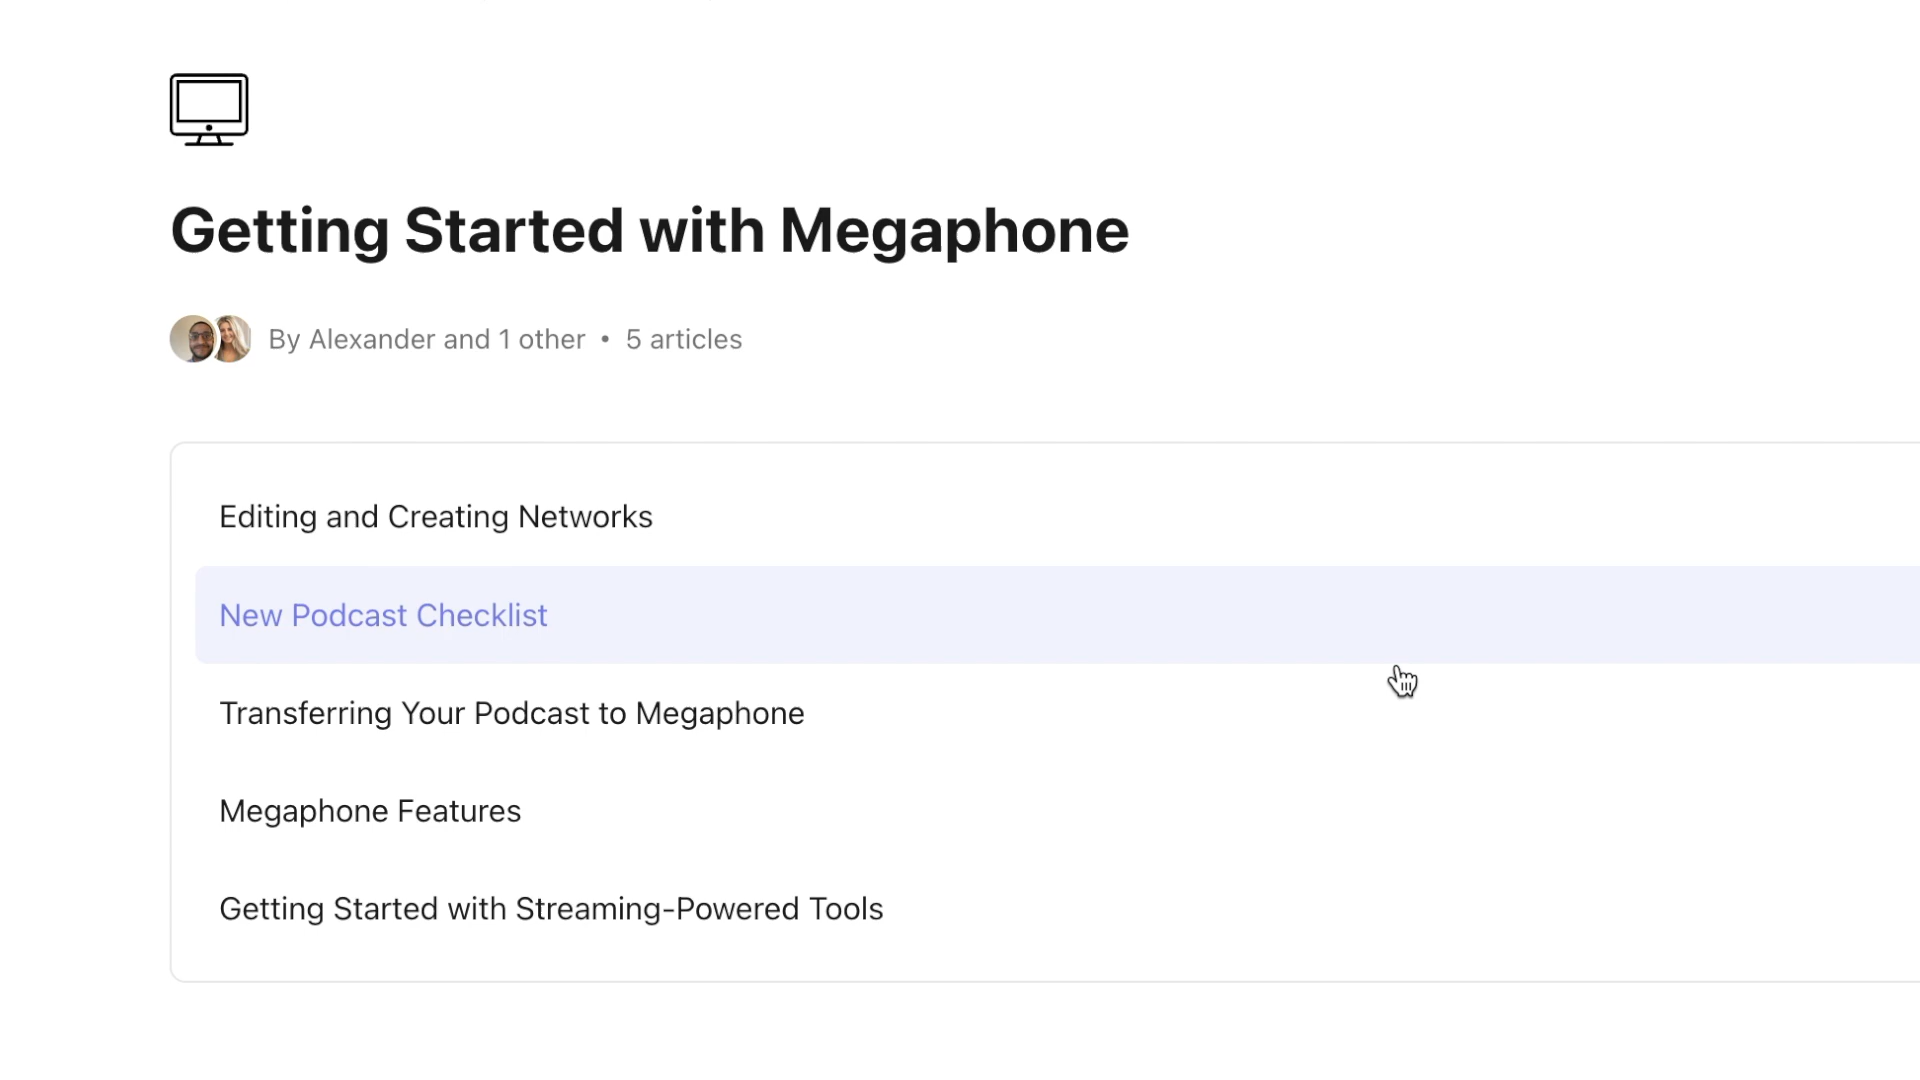 Getting Started with Megaphone
By Alexander and 1 other • 5 articles
Editing and Creating Networks
New Podcast Checklist
Transferring Your Podcast to Megaphone
Megaphone Features
Getting Started with Streaming-Powered Tools